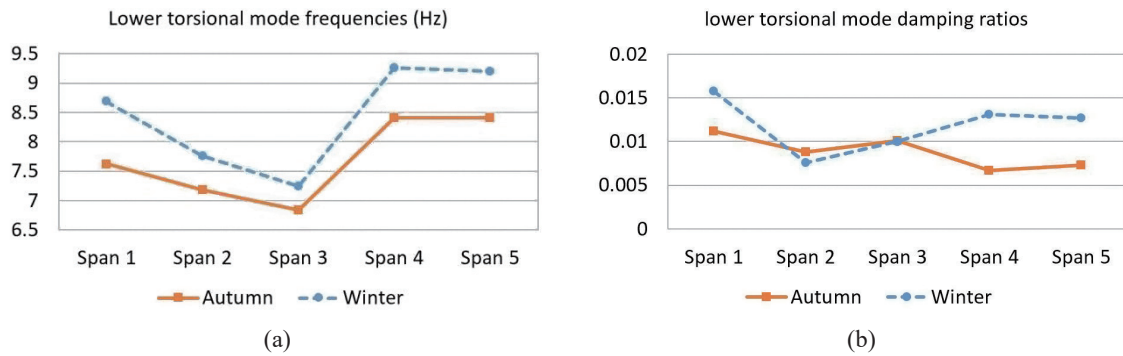 Lower torsional mode frequencies (Hz)
9.5
9
8.5
8
7.5
7
6.5
Span 1 Span 2 Span 3 Span 4 Span 5
Autumn Winter
(a)
lower torsional mode damping ratios
0.02
0.015
0.01
0.005
0
Span 1 Span 2 Span 3 Span 4 Span 5
Autumn Winter
(b)